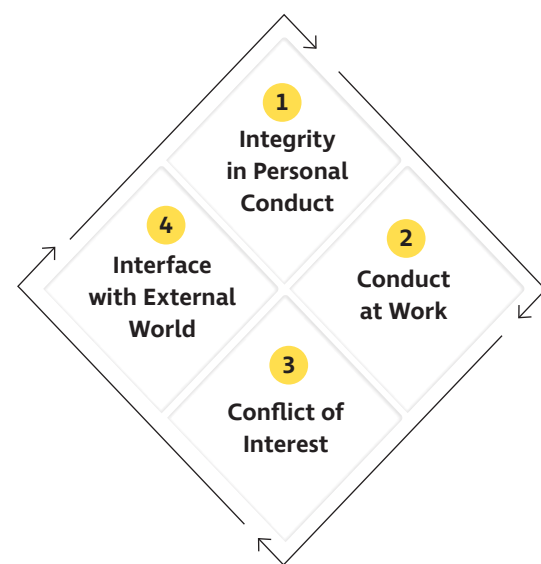 1
Integrity
in Personal
Conduct
2
Conduct
at Work
3
Conflict of
Interest
4
Interface
with External
World